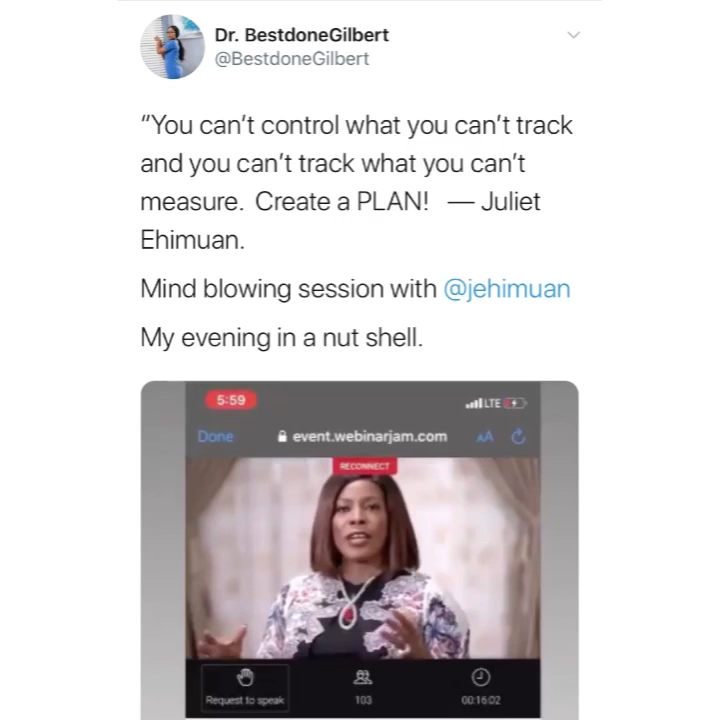 Dr. BestdoneGilbert
@BestdoneGilbert
“You can’t control what you can’t track
and you can’t track what you can’t
measure. Create a PLAN! — Juliet
Ehimuan.
Mind blowing session with @jehimuan
My evening in a nut shell.
5:59 LTE
Done event.webinarjam.com AA
RECONNECT
Request to speak 103 00:16:02